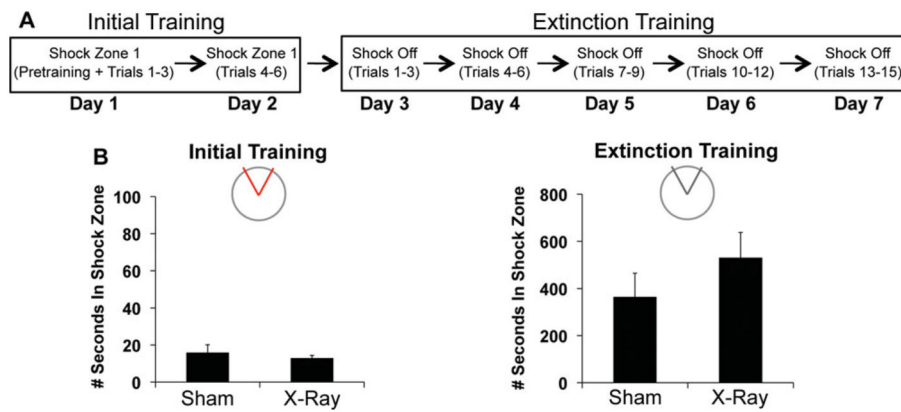 A
Initial Training
Extinction Training
Shock Zone 1
(Pretraining + Trials 1-3)
Shock Zone 1
(Trials 4-6)
Shock Off
(Trials 1-3)
Shock Off
(Trials 4-6)
Shock Off
(Trials 7-9)
Shock Off
(Trials 10-12)
Shock Off
(Trials 13-15)
Day 1
Day 2
Day 3
Day 4
Day 5
Day 6
Day 7
B
Initial Training
# Seconds In Shock Zone
100
80
60
40
20
0
Sham
X-Ray
Extinction Training
# Seconds In Shock Zone
800
600
400
200
0
Sham
X-Ray